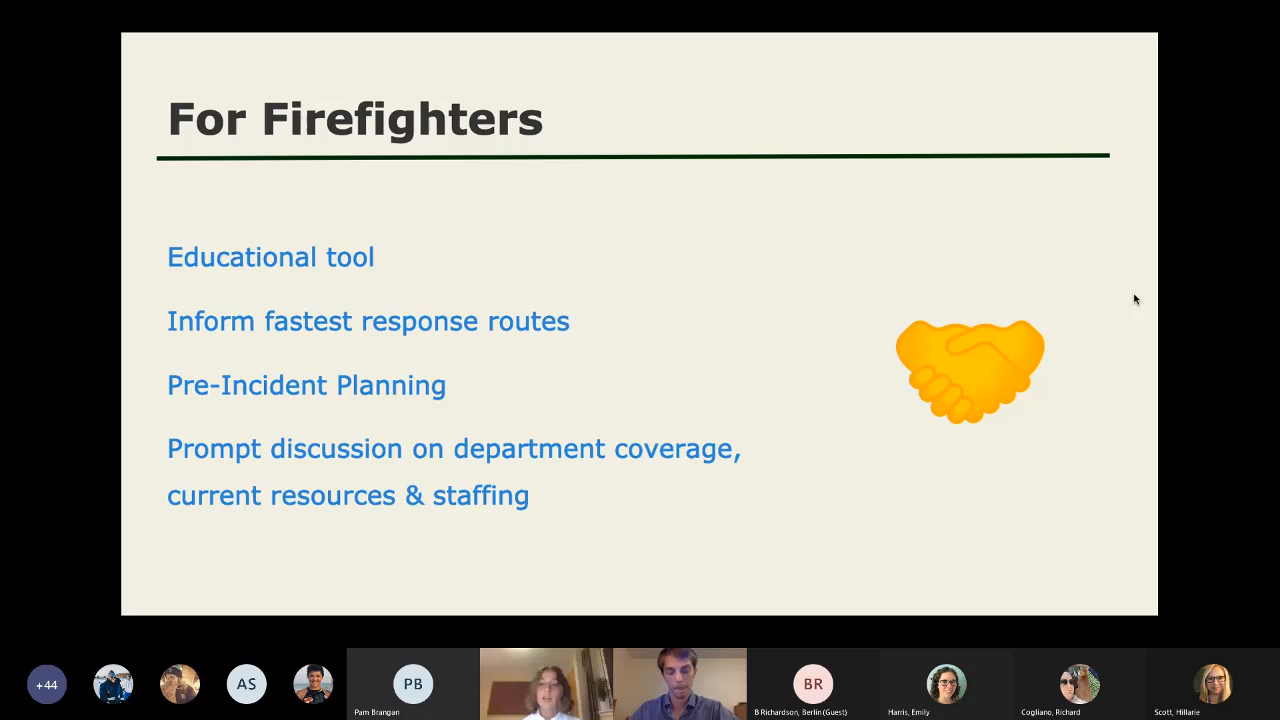 For Firefighters
Educational tool
Inform fastest response routes
Pre-Incident Planning
Prompt discussion on department coverage,
current resources & staffing
+44
AS
PB
BR
Pam Brangan
B Richardson, Berlin (Guest)
Harris, Emily
Cogliano, Richard
Scott, Hillarie